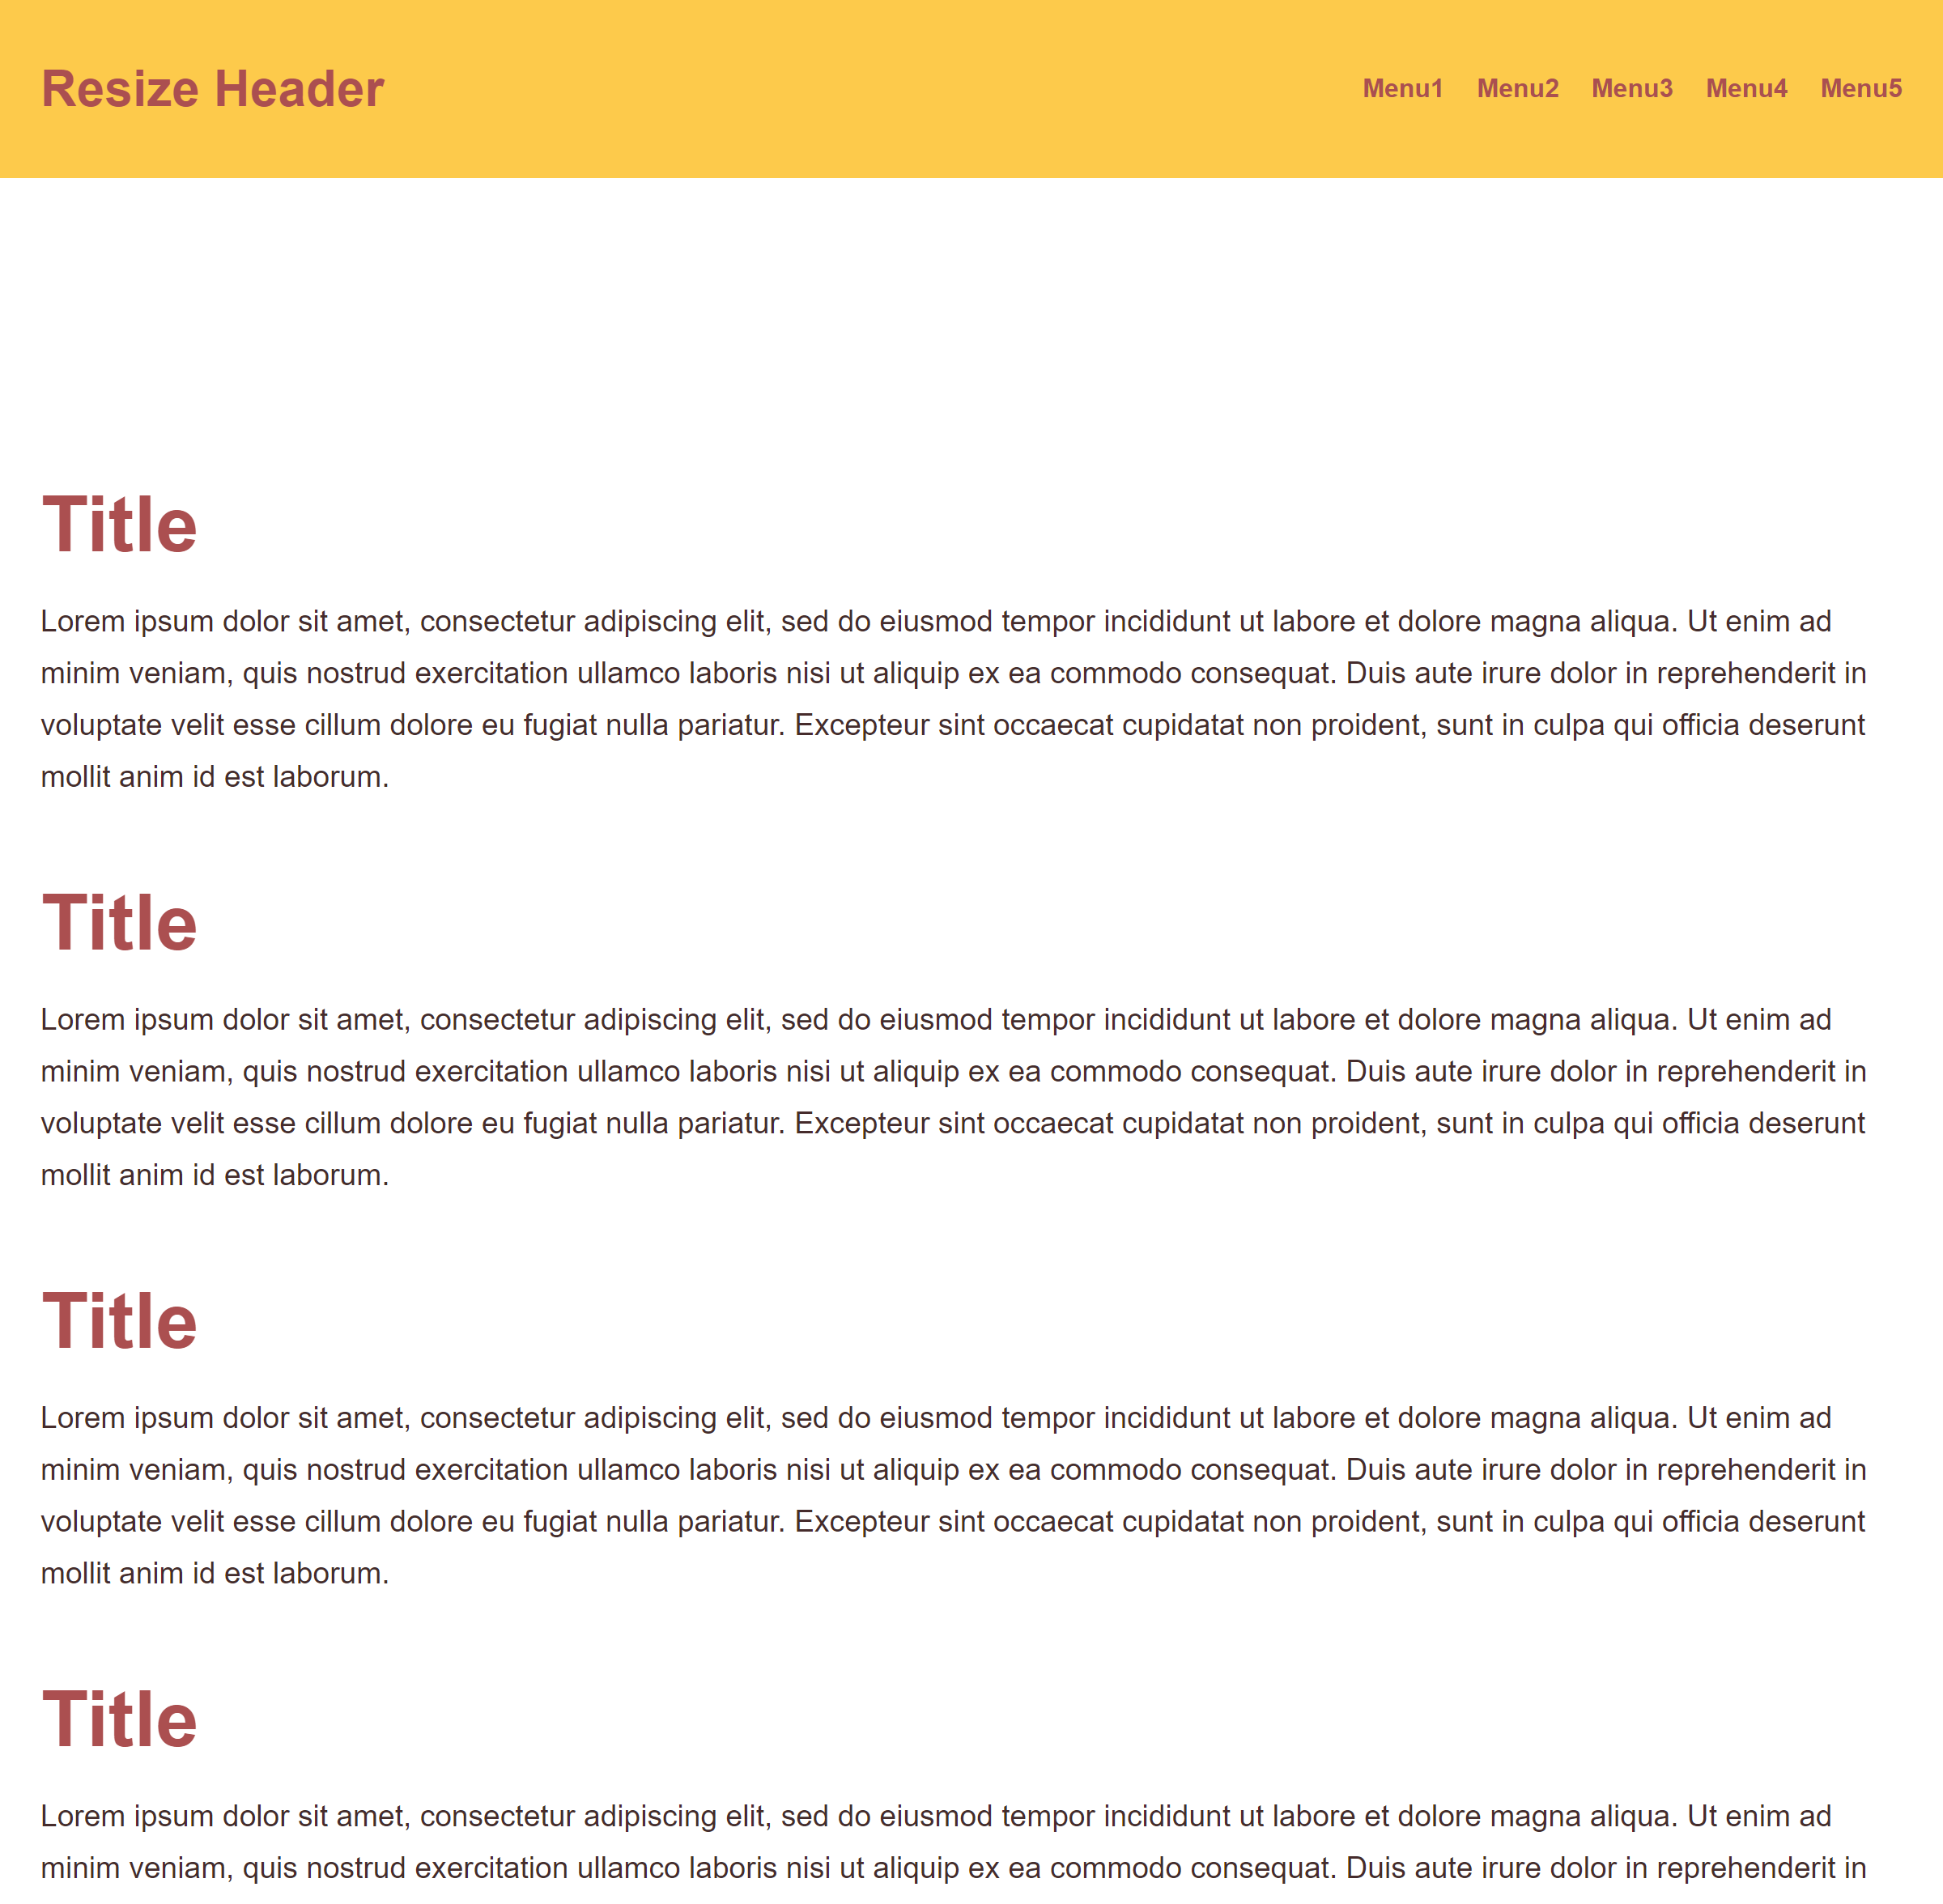 Resize Header
Menu1 Menu2 Menu3 Menu4 Menu5
Title
Lorem ipsum dolor sit amet, consectetur adipiscing elit, sed do eiusmod tempor incididunt ut labore et dolore magna aliqua. Ut enim ad
minim veniam, quis nostrud exercitation ullamco laboris nisi ut aliquip ex ea commodo consequat. Duis aute irure dolor in reprehenderit in
voluptate velit esse cillum dolore eu fugiat nulla pariatur. Excepteur sint occaecat cupidatat non proident, sunt in culpa qui officia deserunt
mollit anim id est laborum.
Title
Lorem ipsum dolor sit amet, consectetur adipiscing elit, sed do eiusmod tempor incididunt ut labore et dolore magna aliqua. Ut enim ad
minim veniam, quis nostrud exercitation ullamco laboris nisi ut aliquip ex ea commodo consequat. Duis aute irure dolor in reprehenderit in
voluptate velit esse cillum dolore eu fugiat nulla pariatur. Excepteur sint occaecat cupidatat non proident, sunt in culpa qui officia deserunt
mollit anim id est laborum.
Title
Lorem ipsum dolor sit amet, consectetur adipiscing elit, sed do eiusmod tempor incididunt ut labore et dolore magna aliqua. Ut enim ad
minim veniam, quis nostrud exercitation ullamco laboris nisi ut aliquip ex ea commodo consequat. Duis aute irure dolor in reprehenderit in
voluptate velit esse cillum dolore eu fugiat nulla pariatur. Excepteur sint occaecat cupidatat non proident, sunt in culpa qui officia deserunt
mollit anim id est laborum.
Title
Lorem ipsum dolor sit amet, consectetur adipiscing elit, sed do eiusmod tempor incididunt ut labore et dolore magna aliqua. Ut enim ad
minim veniam, quis nostrud exercitation ullamco laboris nisi ut aliquip ex ea commodo consequat. Duis aute irure dolor in reprehenderit in